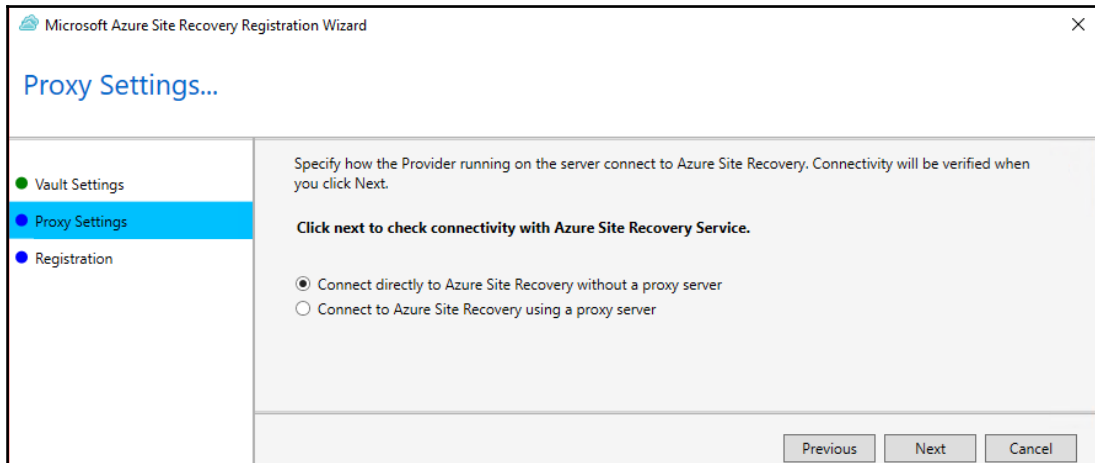 Microsoft Azure Site Recovery Registration Wizard
Proxy Settings...
Vault Settings
Proxy Settings
Registration
Specify how the Provider running on the server connect to Azure Site Recovery. Connectivity will be verified when
you click Next.
Click next to check connectivity with Azure Site Recovery Service.
Connect directly to Azure Site Recovery without a proxy server
Connect to Azure Site Recovery using a proxy server
Previous Next Cancel